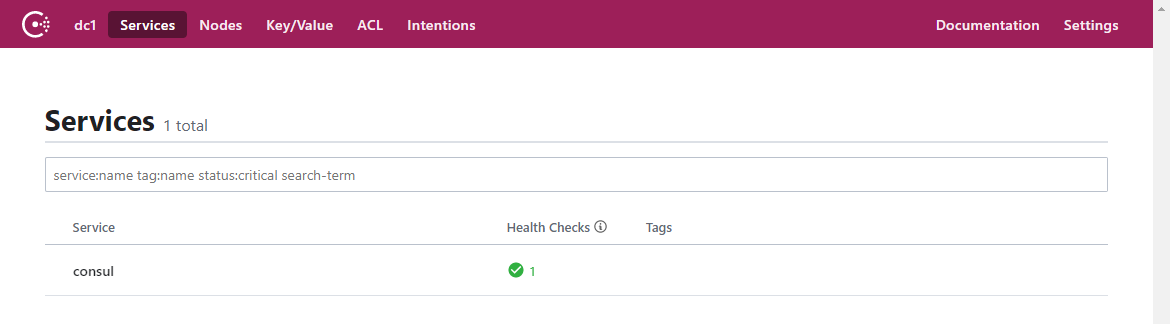 dc1 Services Nodes Key/Value ACL Intentions Documentation Settings
Services 1 total
service:name tag:name status:critical search-term
Service Health Checks Tags
consul 1